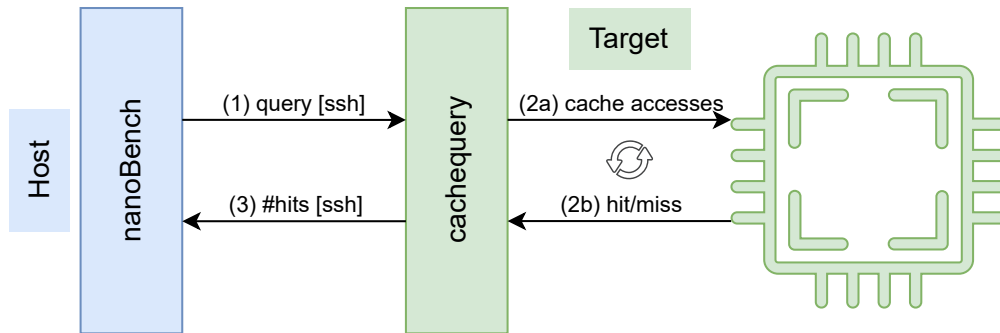 Host
nanoBench
(1) query [ssh]
(3) #hits [ssh]
cachequery
Target
(2a) cache accesses
(2b) hit/miss